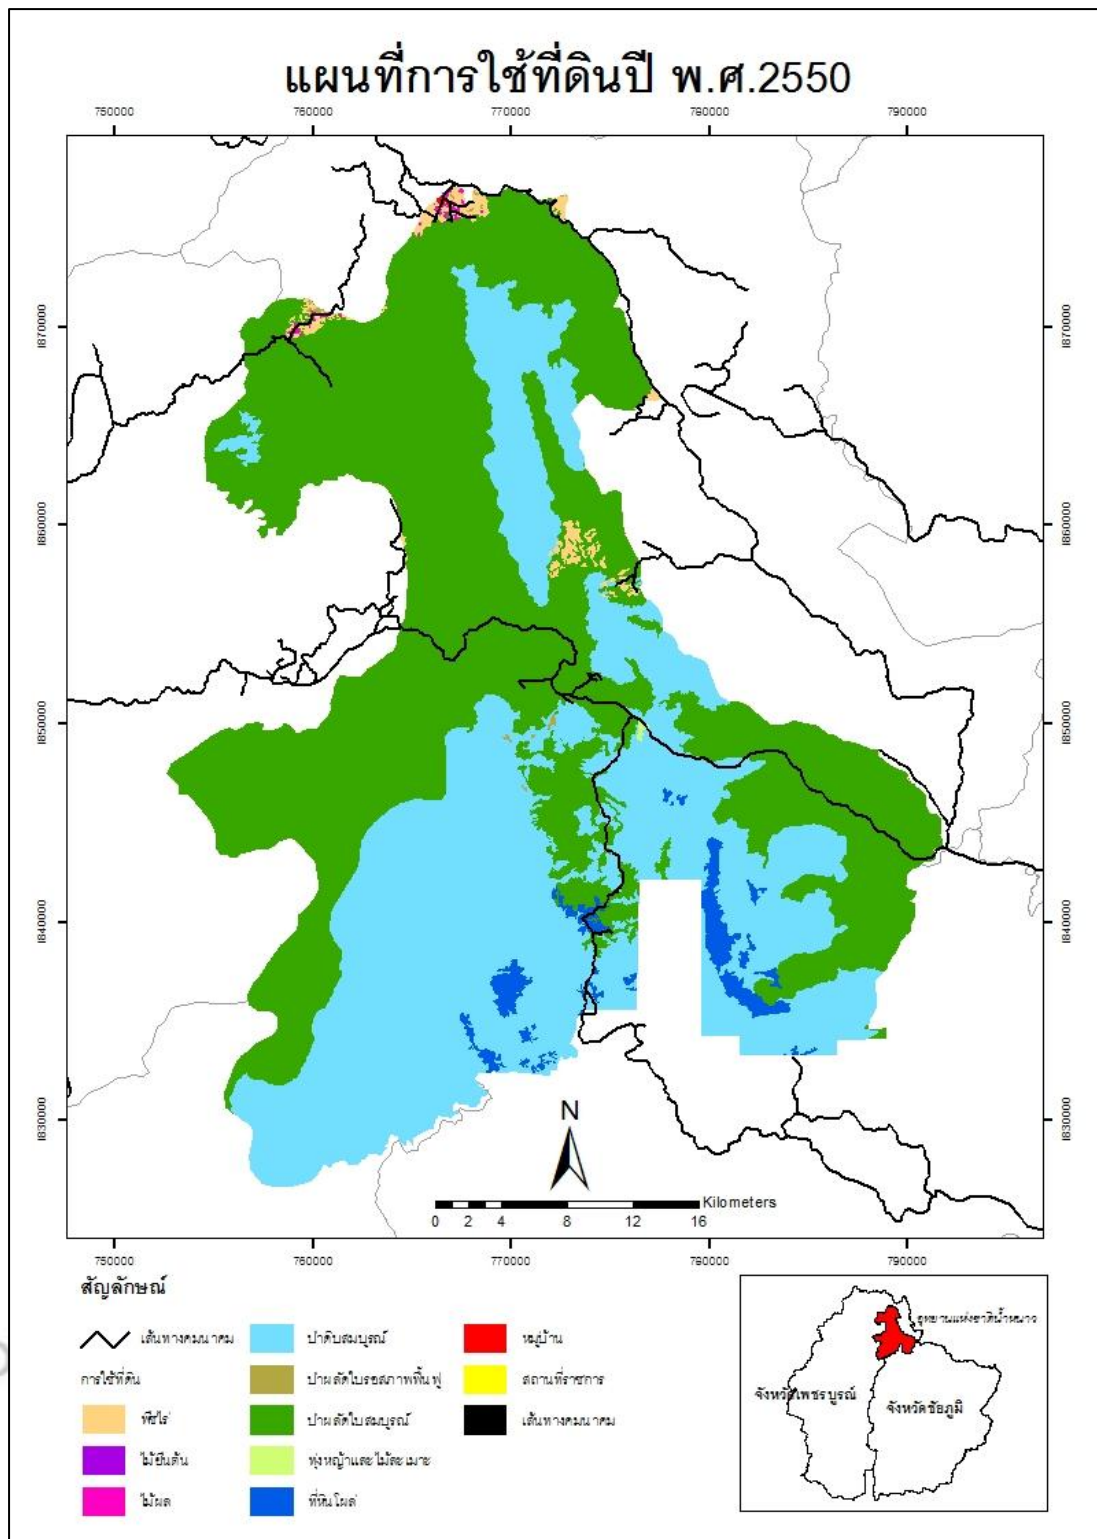 แผนที่การใช้ที่ดินปี พ.ศ.2550
750000 760000 770000 780000 790000
1870000 1870000
1860000 1860000
1850000 1850000
1840000 1840000
1830000 1830000
N
Kilometers
0 2 4 8 12 16
750000 760000 770000 780000 790000
สัญลักษณ์
เส้นทางคมนาคม
การใช้ที่ดิน
พืชไร่
ไม้ยืนต้น
ไม้ผล
ป่าดิบสมบูรณ์
ป่าผลัดใบรอสภาพฟื้นฟู
ป่าผลัดใบสมบูรณ์
ทุ่งหญ้าและไม้ละเมาะ
ที่หินโผล่
หมู่บ้าน
สถานที่ราชการ
เส้นทางคมนาคม
อุทยานแห่งชาติน้ำหนาว
จังหวัดเพชรบูรณ์
จังหวัดชัยภูมิ